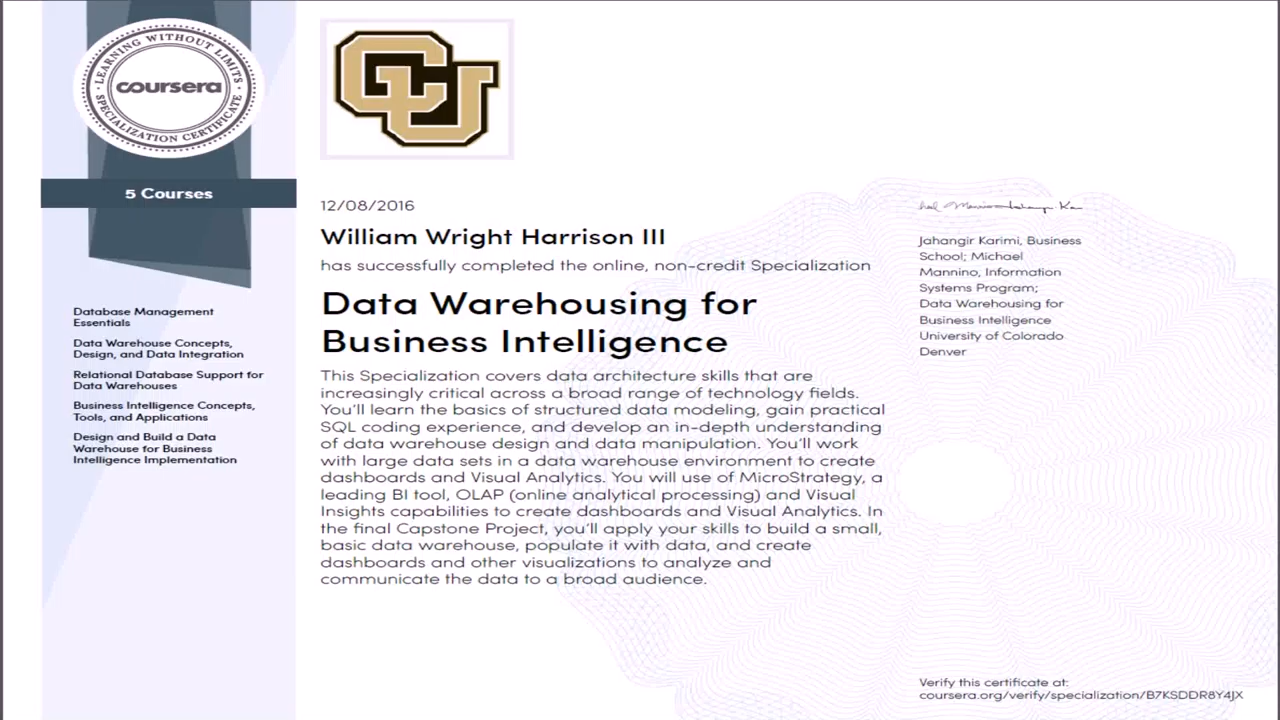 LEARNING WITHOUT LIMITS
coursera
SPECIALIZATION CERTIFICATE
5 Courses
Database Management
Essentials
Data Warehouse Concepts,
Design, and Data Integration
Relational Database Support for
Data Warehouses
Business Intelligence Concepts,
Tools, and Applications
Design and Build a Data
Warehouse for Business
Intelligence Implementation
CU
12/08/2016
William Wright Harrison III
has successfully completed the online, non-credit Specialization
Data Warehousing for
Business Intelligence
This Specialization covers data architecture skills that are
increasingly critical across a broad range of technology fields.
You'll learn the basics of structured data modeling, gain practical
SQL coding experience, and develop an in-depth understanding
of data warehouse design and data manipulation. You'll work
with large data sets in a data warehouse environment to create
dashboards and Visual Analytics. You will use of MicroStrategy, a
leading BI tool, OLAP (online analytical processing) and Visual
Insights capabilities to create dashboards and Visual Analytics. In
the final Capstone Project, you'll apply your skills to build a small,
basic data warehouse, populate it with data, and create
dashboards and other visualizations to analyze and
communicate the data to a broad audience.
Jahangir Karimi, Business
School; Michael
Mannino, Information
Systems Program;
Data Warehousing for
Business Intelligence
University of Colorado
Denver
Verify this certificate at:
coursera.org/verify/specialization/B7KSDDR8Y4JX